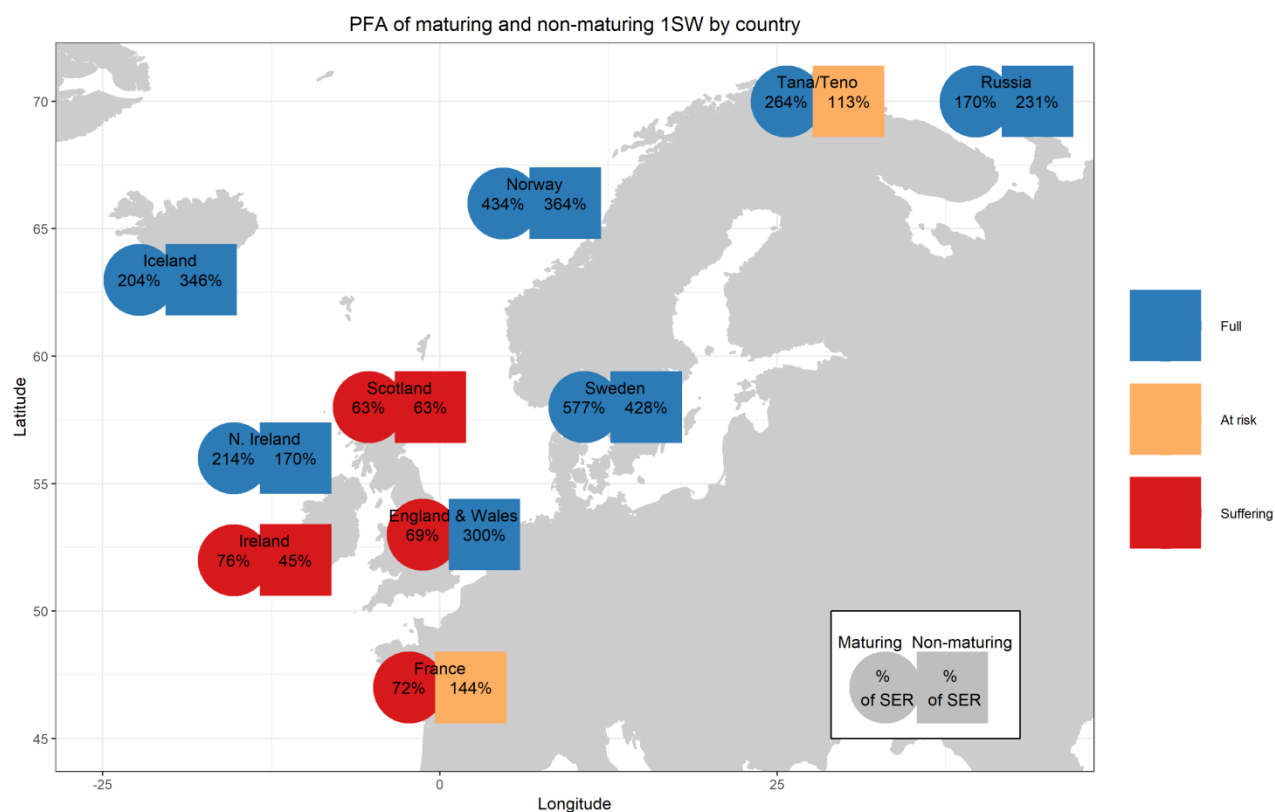 PFA of maturing and non-maturing 1SW by country
Tana/Teno
264% 113%
Russia
170% 231%
Norway
434% 364%
Iceland
204% 346%
Scotland
63% 63%
Sweden
577% 428%
N. Ireland
214% 170%
England & Wales
69% 300%
Ireland
76% 45%
France
72% 144%
Maturing Non-maturing
% %
of SER of SER
Full
At risk
Suffering
70
65
60
55
50
45
Latitude
-25 0 25
Longitude